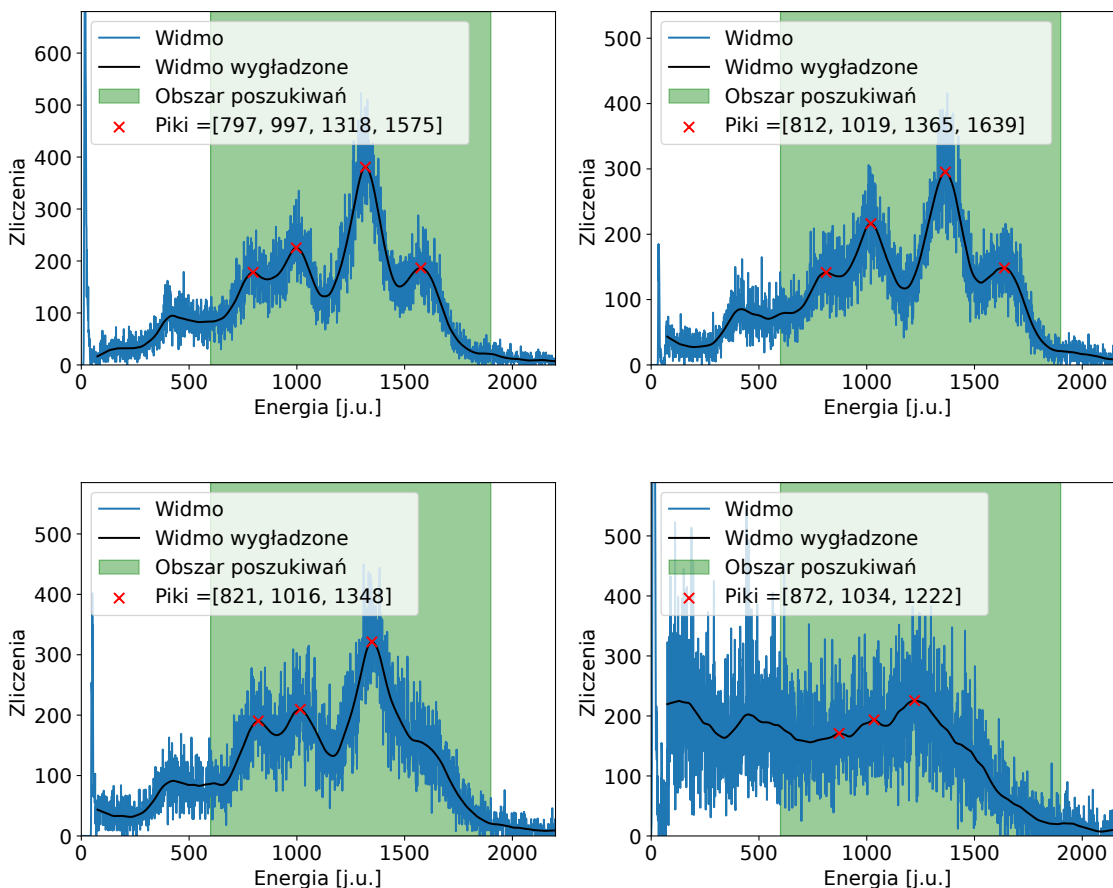 600
500
400
300
200
100
0
Zliczenia
Widmo
Widmo wygładzone
Obszar poszukiwań
Piki =[797, 997, 1318, 1575]
0 500 1000 1500 2000
Energia [j.u.]
500
400
300
200
100
0
Zliczenia
Widmo
Widmo wygładzone
Obszar poszukiwań
Piki =[812, 1019, 1365, 1639]
0 500 1000 1500 2000
Energia [j.u.]
500
400
300
200
100
0
Zliczenia
Widmo
Widmo wygładzone
Obszar poszukiwań
Piki =[821, 1016, 1348]
0 500 1000 1500 2000
Energia [j.u.]
500
400
300
200
100
0
Zliczenia
Widmo
Widmo wygładzone
Obszar poszukiwań
Piki =[872, 1034, 1222]
0 500 1000 1500 2000
Energia [j.u.]